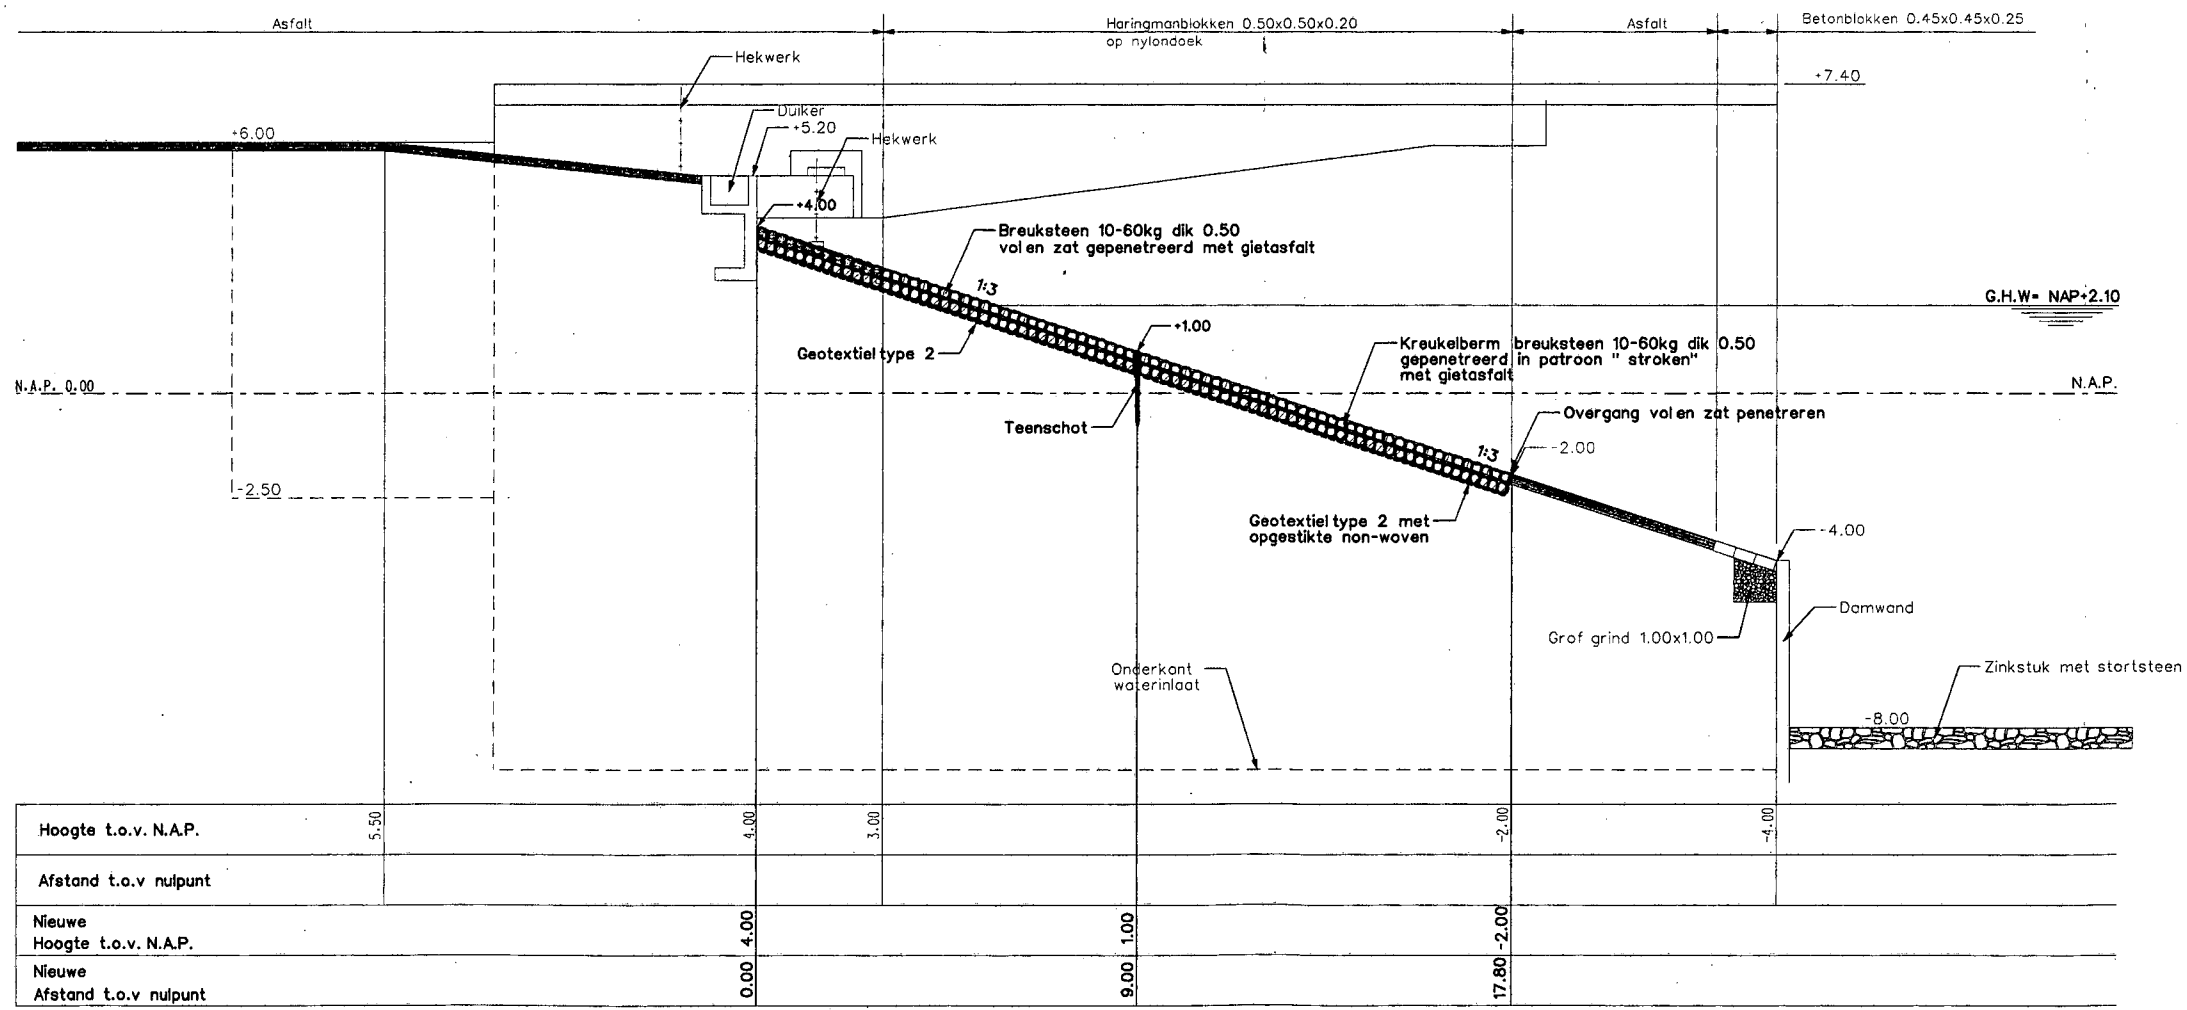 Asfalt
Haringmanblokken 0.50x0.50x0.20
op nylondoek
Asfalt
Betonblokken 0.45x0.45x0.25
+7.40
Hekwerk
Duiker
+5.20
Hekwerk
+6.00
+4.00
Breuksteen 10-60kg dik 0.50
vol en zat gepenetreerd met gietasfalt
1:3
G.H.W= NAP+2.10
+1.00
Geotextiel type 2
Kreukelberm breuksteen 10-60kg dik 0.50
gepenetreerd in patroon " stroken"
met gietasfalt
N.A.P. 0.00
N.A.P.
Teenschot
Overgang vol en zat penetreren
1:3
-2.00
-2.50
Geotextiel type 2 met
opgestikte non-woven
-4.00
Damwand
Grof grind 1.00x1.00
Onderkant
waterinlaat
Zinkstuk met stortsteen
-8.00
Hoogte t.o.v. N.A.P.
5.50
4.00
3.00
-2.00
-4.00
Afstand t.o.v nulpunt
Nieuwe
Hoogte t.o.v. N.A.P.
4.00
1.00
-2.00
Nieuwe
Afstand t.o.v nulpunt
0.00
9.00
17.80